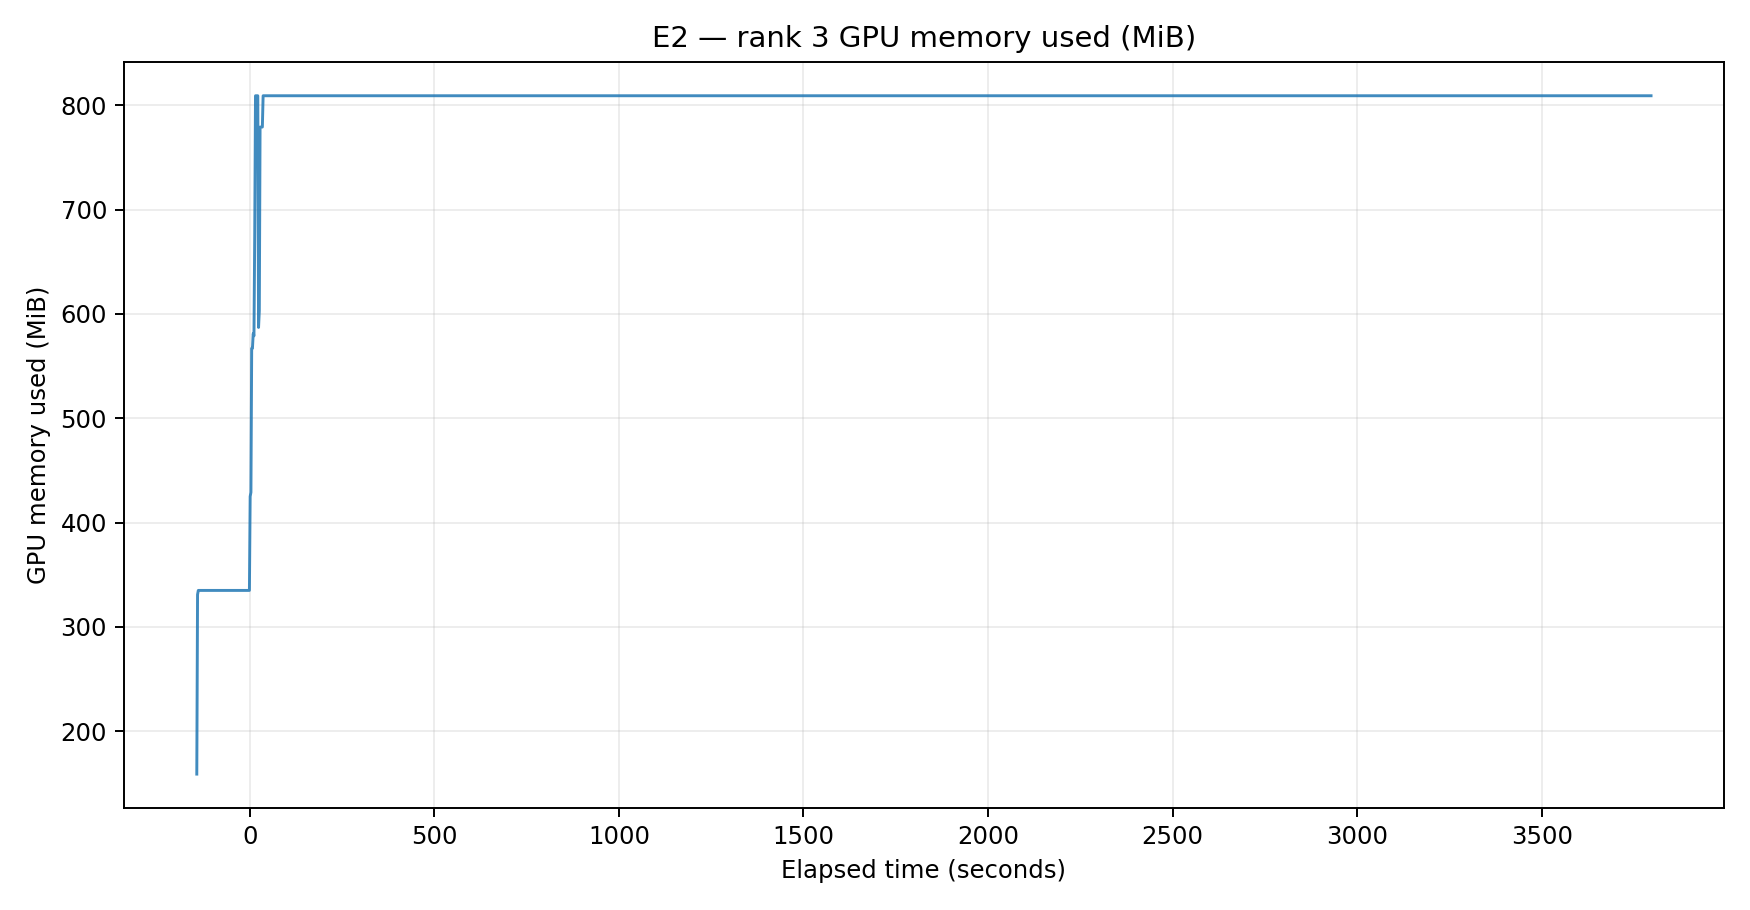 E2 — rank 3 GPU memory used (MiB)
GPU memory used (MiB)
800
700
600
500
400
300
200
0 500 1000 1500 2000 2500 3000 3500
Elapsed time (seconds)